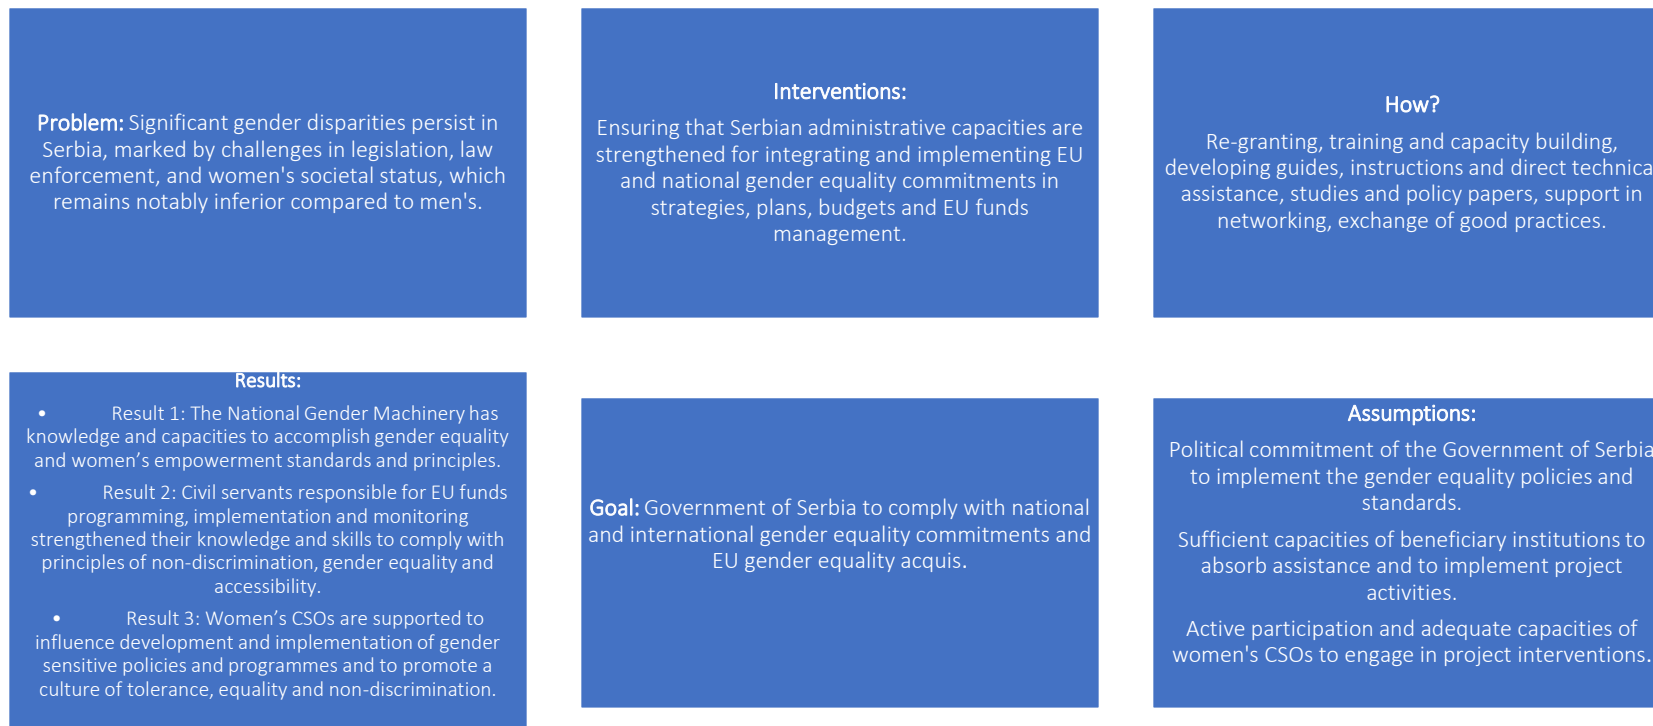 Problem: Significant gender disparities persist in
Serbia, marked by challenges in legislation, law
enforcement, and women's societal status, which
remains notably inferior compared to men's.
Interventions:
Ensuring that Serbian administrative capacities are
strengthened for integrating and implementing EU
and national gender equality commitments in
strategies, plans, budgets and EU funds
management.
How?
Re-granting, training and capacity building,
developing guides, instructions and direct technica
assistance, studies and policy papers, support in
networking, exchange of good practices.
Results:
• Result 1: The National Gender Machinery has
knowledge and capacities to accomplish gender equality
and women’s empowerment standards and principles.
• Result 2: Civil servants responsible for EU funds
programming, implementation and monitoring
strengthened their knowledge and skills to comply with
principles of non-discrimination, gender equality and
accessibility.
• Result 3: Women’s CSOs are supported to
influence development and implementation of gender
sensitive policies and programmes and to promote a
culture of tolerance, equality and non-discrimination.
Goal: Government of Serbia to comply with national
and international gender equality commitments and
EU gender equality acquis.
Assumptions:
Political commitment of the Government of Serbia
to implement the gender equality policies and
standards.
Sufficient capacities of beneficiary institutions to
absorb assistance and to implement project
activities.
Active participation and adequate capacities of
women's CSOs to engage in project interventions.